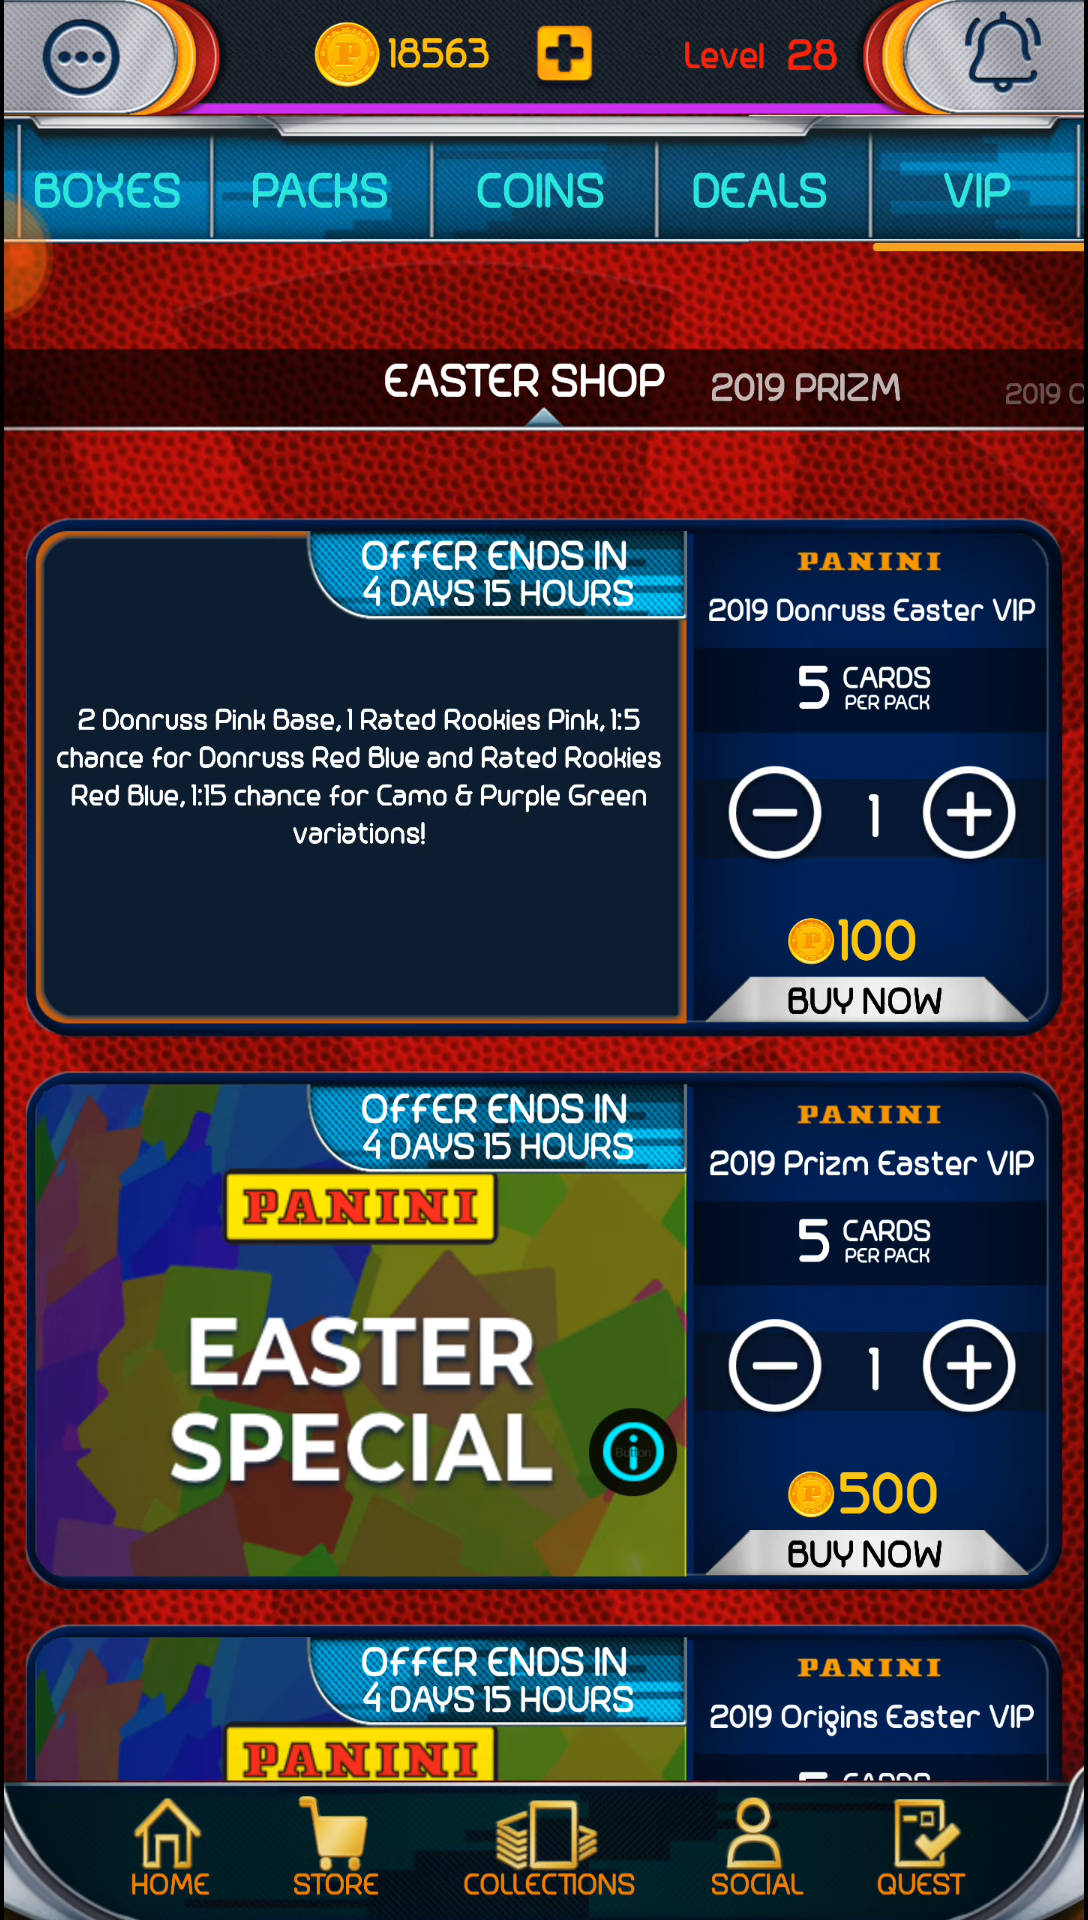 18563
Level 28
BOXES PACKS COINS DEALS VIP
EASTER SHOP 2019 PRIZM 2019
OFFER ENDS IN
4 DAYS 15 HOURS
2 Donruss Pink Base, 1 Rated Rookies Pink, 1:5
chance for Donruss Red Blue and Rated Rookies
Red Blue, 1:15 chance for Camo & Purple Green
variations!
PANINI
2019 Donruss Easter VIP
5 CARDS
PER PACK
1
100
BUY NOW
OFFER ENDS IN
4 DAYS 15 HOURS
PANINI
EASTER
SPECIAL
Button
PANINI
2019 Prizm Easter VIP
5 CARDS
PER PACK
1
500
BUY NOW
OFFER ENDS IN
4 DAYS 15 HOURS
PANINI
PANINI
2019 Origins Easter VIP
5 CARDS
HOME STORE COLLECTIONS SOCIAL QUEST